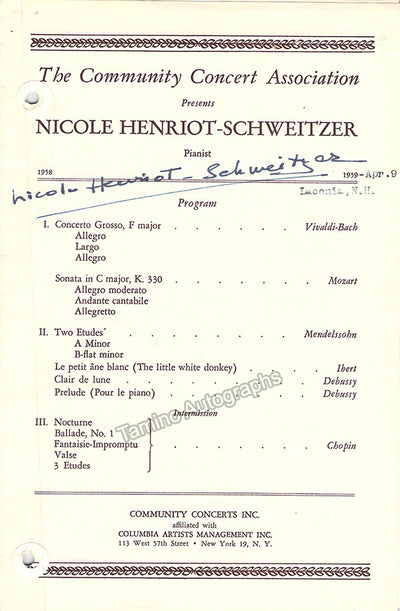 The Community Concert Association
Presents
NICOLE HENRIOT-SCHWEITZER
Pianist
1958 1959-Apr.9
Nicole Henriot-Schweitzer
Laconia, N.H.
Program
I. Concerto Grosso, F major . . . . . . Vivaldi-Bach
Allegro
Largo
Allegro
Sonata in C major, K. 330 . . . . . . Mozart
Allegro moderato
Andante cantabile
Allegretto
II. Two Etudes . . . . . . . . Mendelssohn
A Minor
B-flat minor
Le petit âne blanc (The little white donkey) . . . . Ibert
Clair de lune . . . . . . . . Debussy
Prelude (Pour le piano) . . . . . . Debussy
Intermission
III. Nocturne
Ballade, No. 1
Fantaisie-Impromptu . . . . . . Chopin
Valse
3 Etudes
Tamino Autographs
COMMUNITY CONCERTS INC.
affiliated with
COLUMBIA ARTISTS MANAGEMENT INC.
113 West 57th Street • New York 19, N. Y.